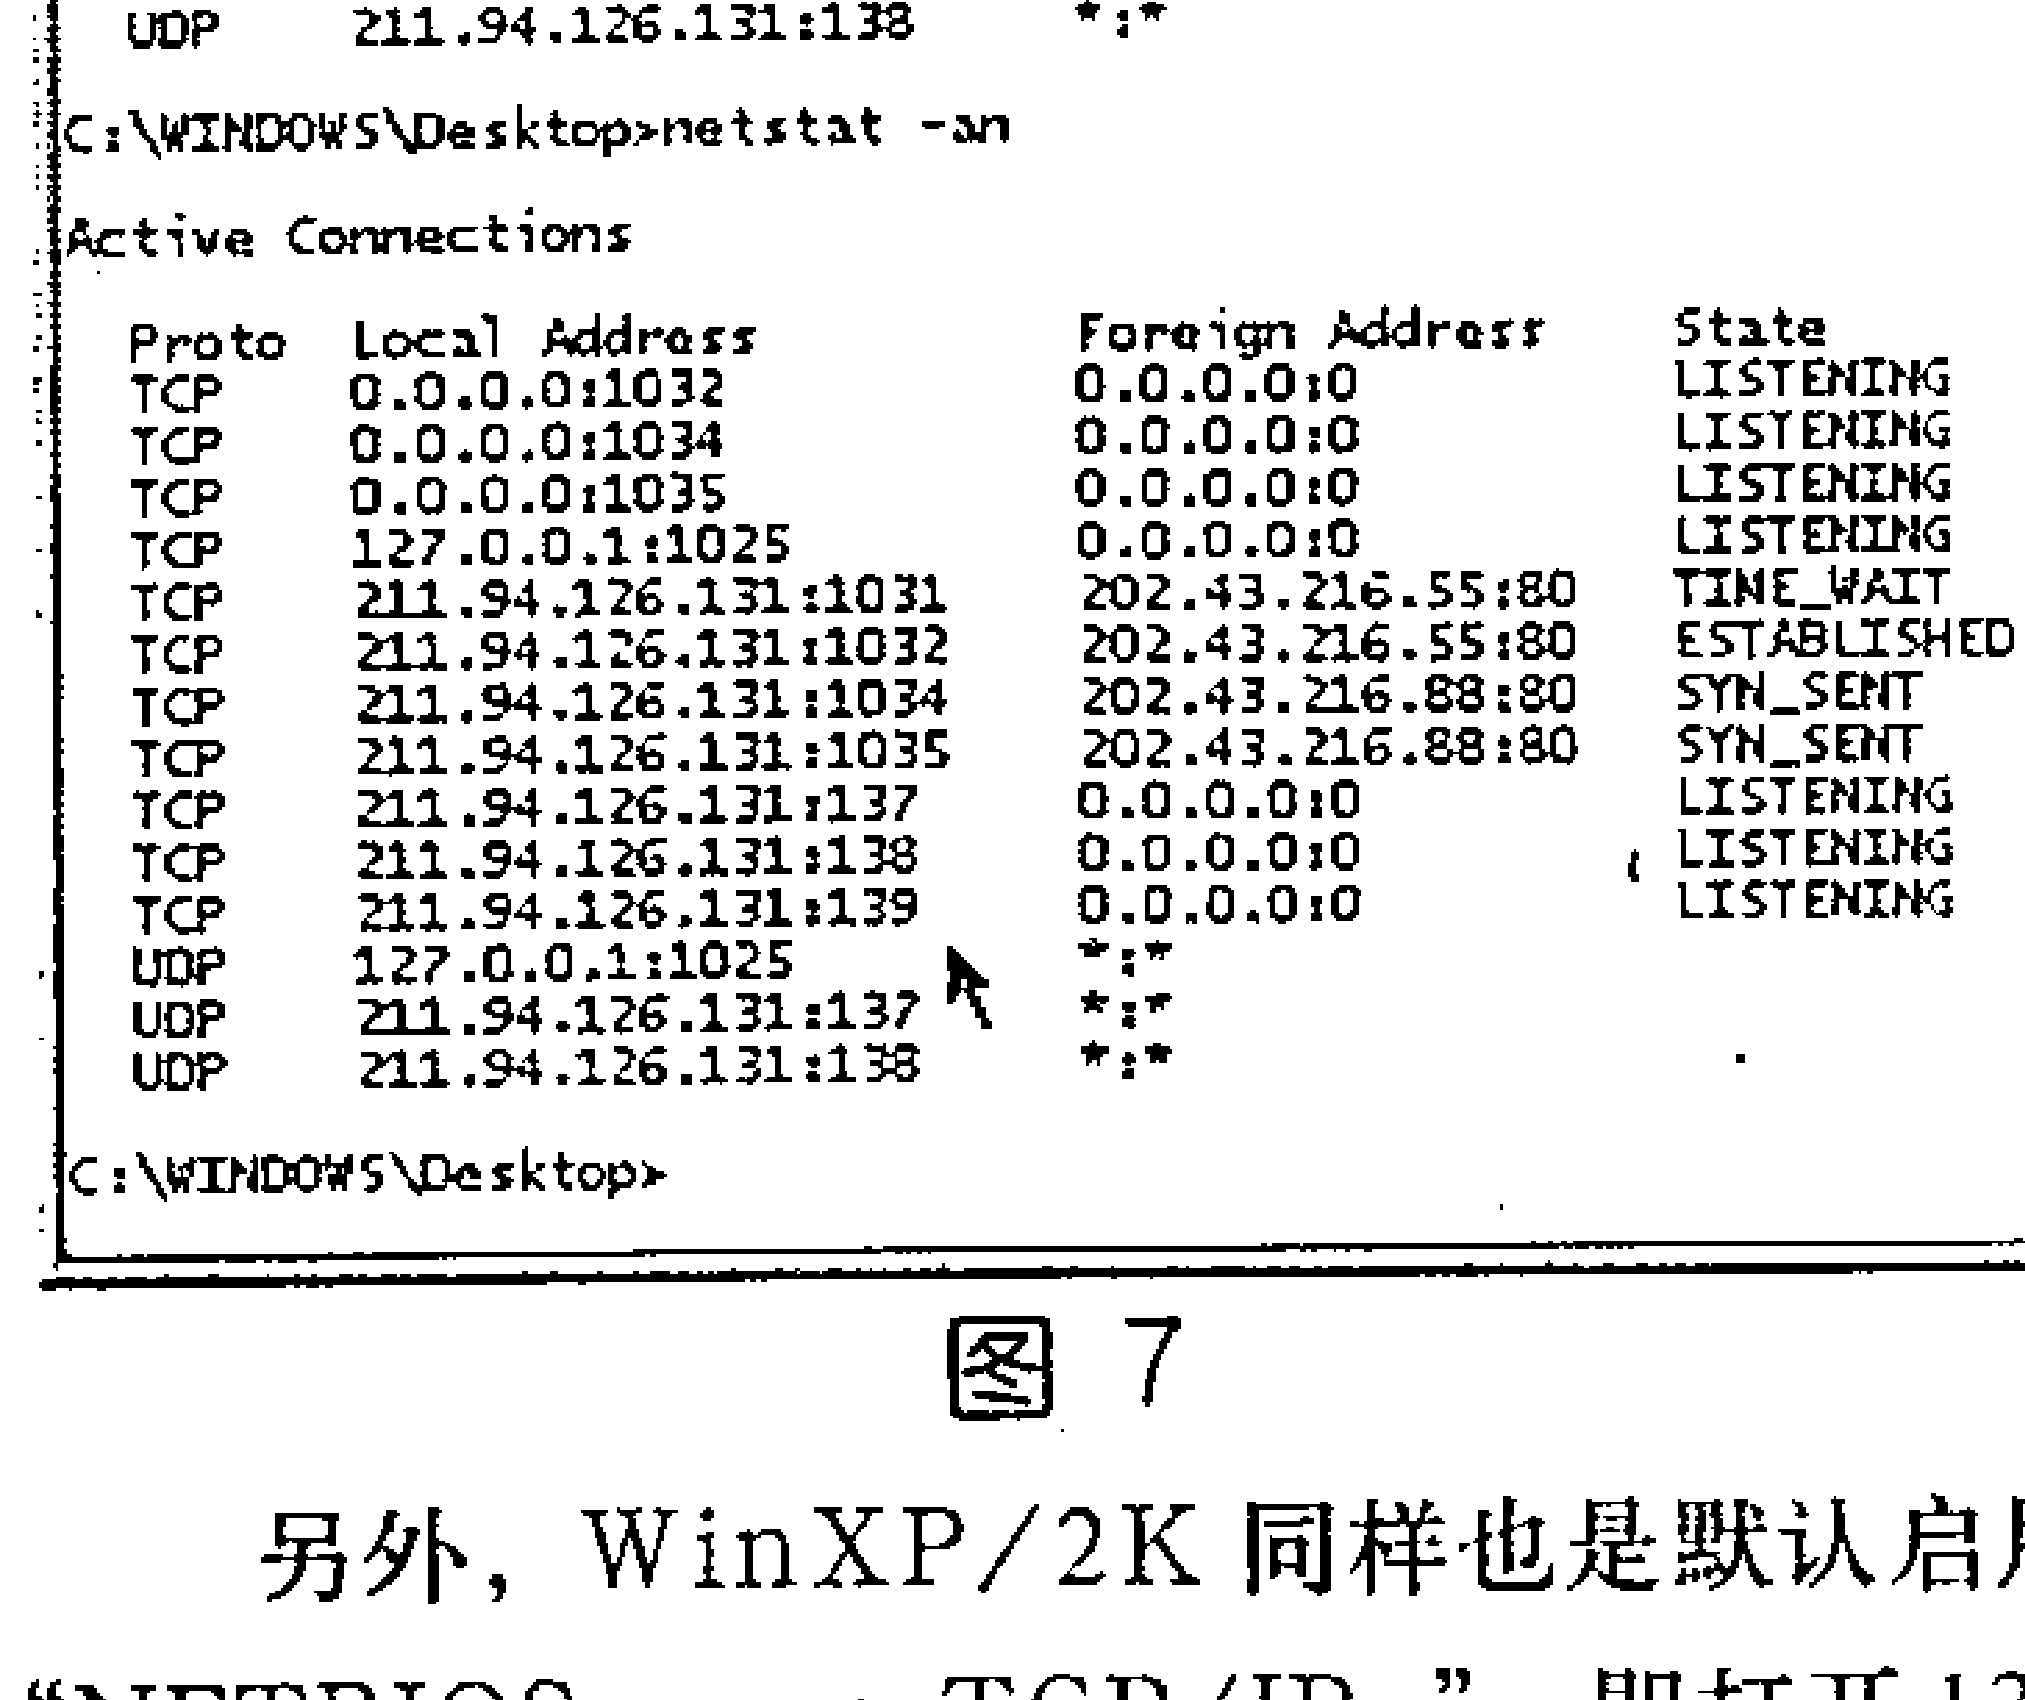 UDP 211.94.126.131:138 *:*
C:\WINDOWS\Desktop>netstat -an
Active Connections
Proto Local Address Foreign Address State
TCP 0.0.0.0:1032 0.0.0.0:0 LISTENING
TCP 0.0.0.0:1034 0.0.0.0:0 LISTENING
TCP 0.0.0.0:1035 0.0.0.0:0 LISTENING
TCP 127.0.0.1:1025 0.0.0.0:0 LISTENING
TCP 211.94.126.131:1031 202.43.216.55:80 TIME_WAIT
TCP 211.94.126.131:1032 202.43.216.55:80 ESTABLISHED
TCP 211.94.126.131:1034 202.43.216.88:80 SYN_SENT
TCP 211.94.126.131:1035 202.43.216.88:80 SYN_SENT
TCP 211.94.126.131:137 0.0.0.0:0 LISTENING
TCP 211.94.126.131:138 0.0.0.0:0 LISTENING
TCP 211.94.126.131:139 0.0.0.0:0 LISTENING
UDP 127.0.0.1:1025 *:*
UDP 211.94.126.131:137 *:*
UDP 211.94.126.131:138 *:*
C:\WINDOWS\Desktop>
图 7
另外，WinXP/2K 同样也是默认启